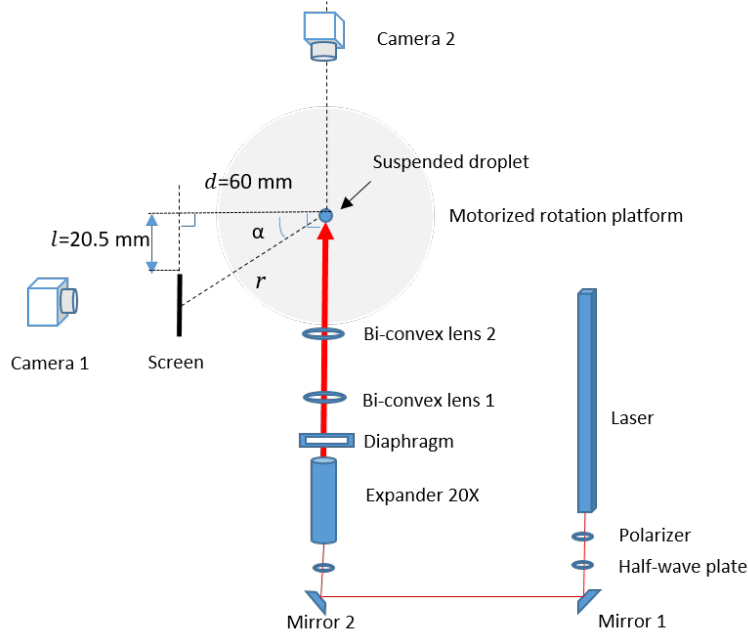 Camera 2
Suspended droplet
d=60 mm
Motorized rotation platform
α
l=20.5 mm
r
Camera 1
Screen
Bi-convex lens 2
Bi-convex lens 1
Diaphragm
Laser
Expander 20X
Polarizer
Half-wave plate
Mirror 2
Mirror 1